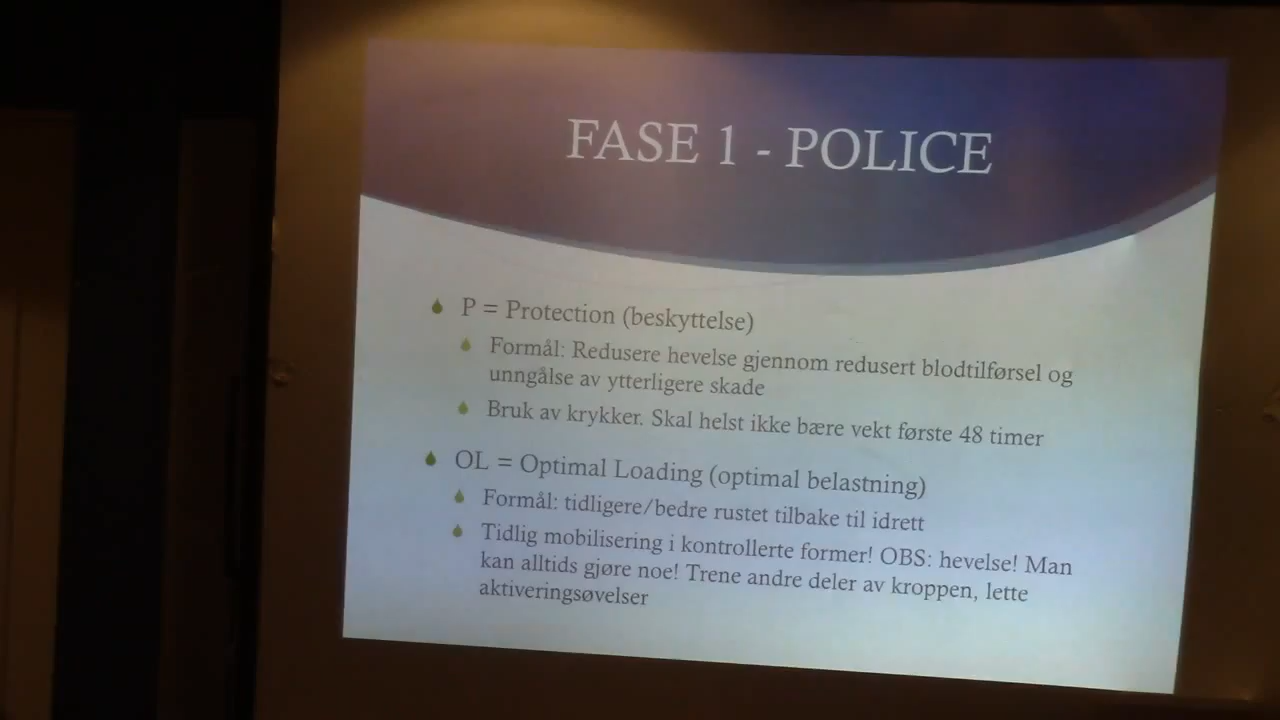 FASE 1 - POLICE
P = Protection (beskyttelse)
Formål: Redusere hevelse gjennom redusert blodtilførsel og
unngålse av ytterligere skade
Bruk av krykker. Skal helst ikke bære vekt første 48 timer
OL = Optimal Loading (optimal belastning)
Formål: tidligere/bedre rustet tilbake til idrett
Tidlig mobilisering i kontrollerte former! OBS: hevelse! Man
kan alltids gjøre noe! Trene andre deler av kroppen, lette
aktiveringsøvelser